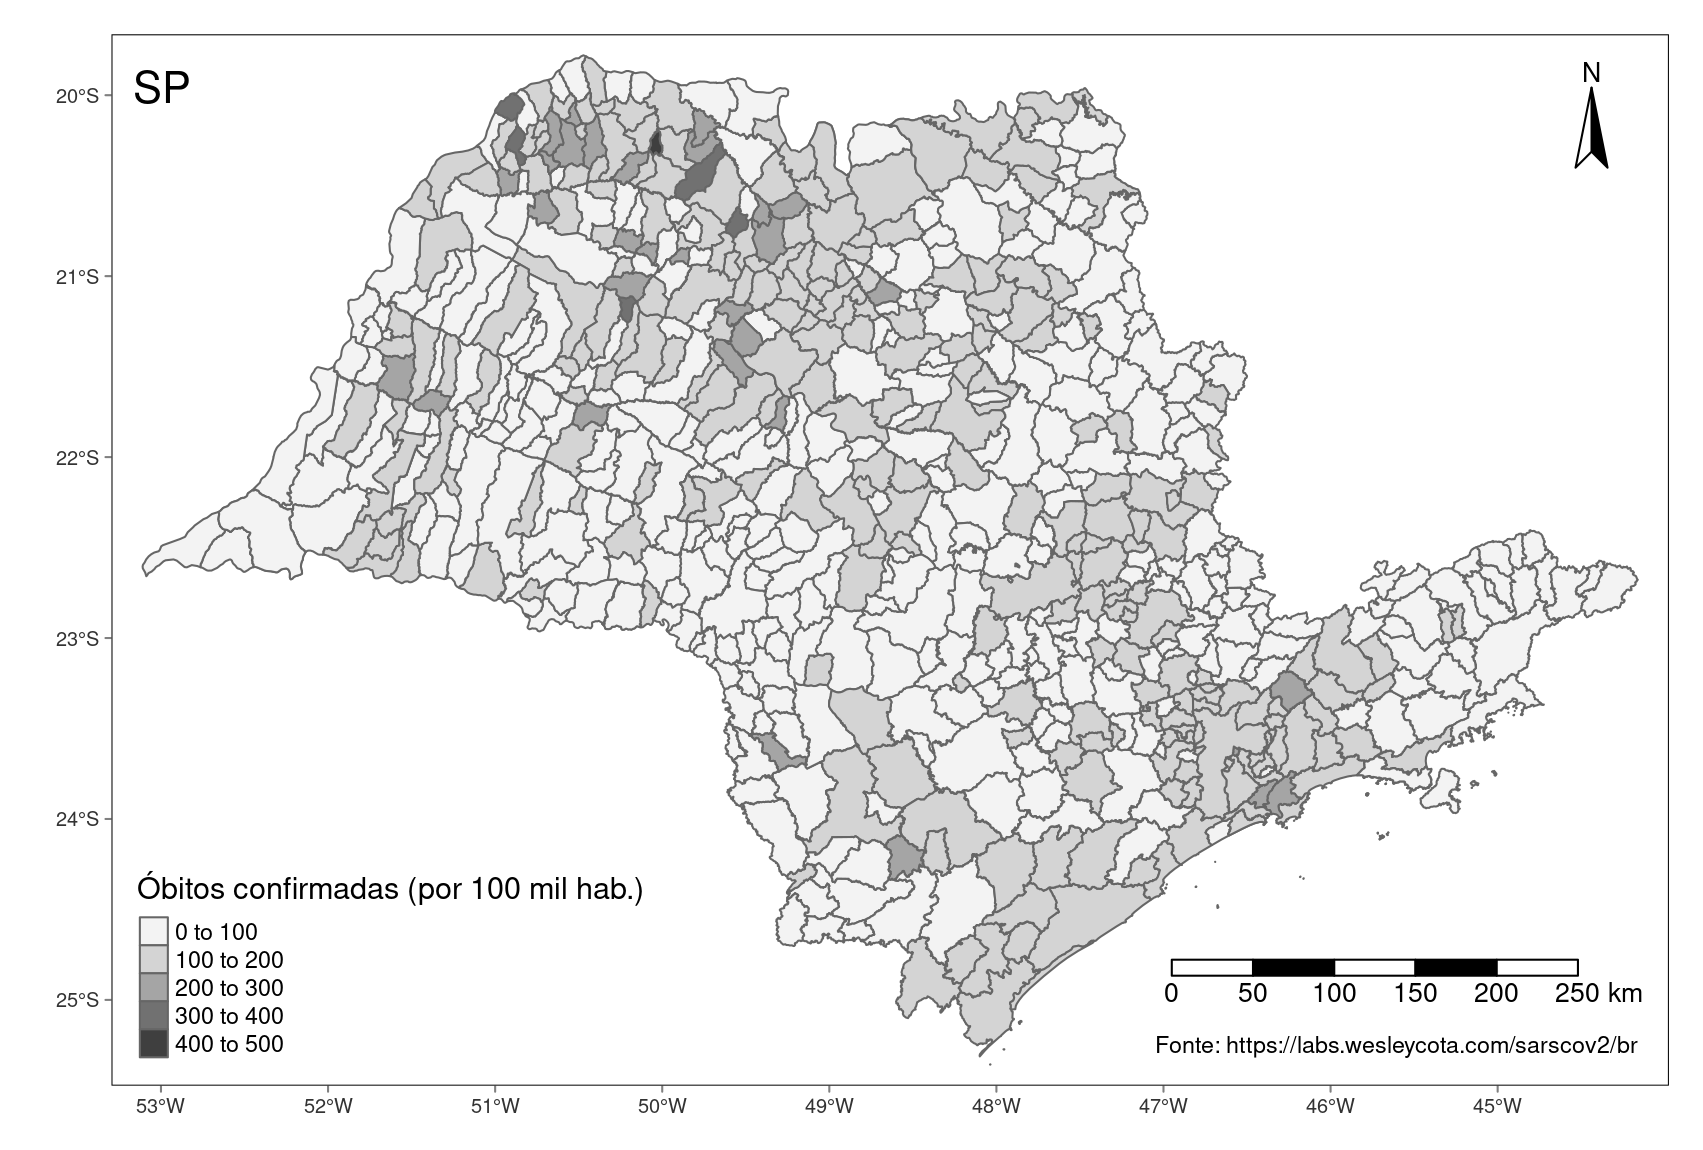 SP
N
20°S
21°S
22°S
23°S
24°S
25°S
Óbitos confirmadas (por 100 mil hab.)
0 to 100
100 to 200
200 to 300
300 to 400
400 to 500
0 50 100 150 200 250 km
Fonte: https://labs.wesleycota.com/sarscov2/br
53°W 52°W 51°W 50°W 49°W 48°W 47°W 46°W 45°W